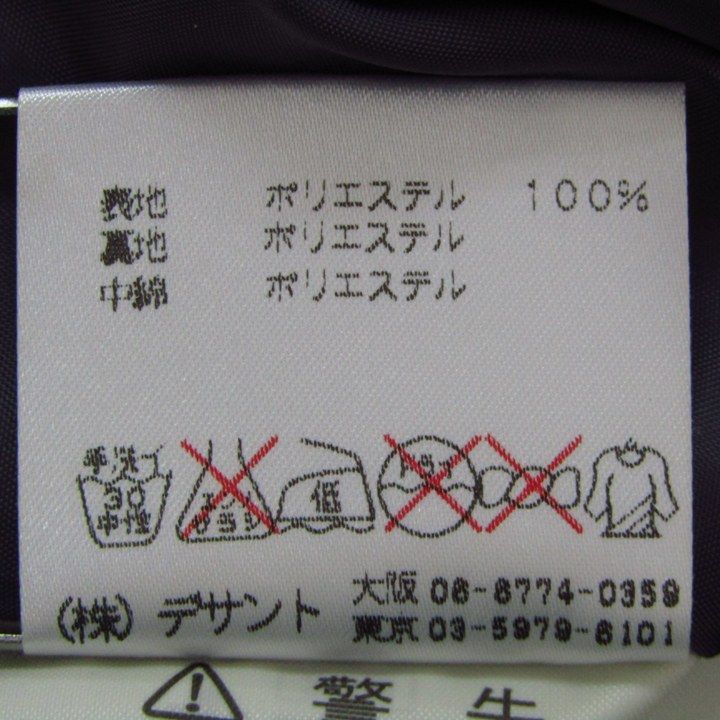 表地 ポリエステル 100%
裏地 ポリエステル
中綿 ポリエステル
手洗イ 30 中性
エンソ サラシ
低
ドライ
(株) デサント
大阪 06-6774-0359
東京 03-5979-6101
警告